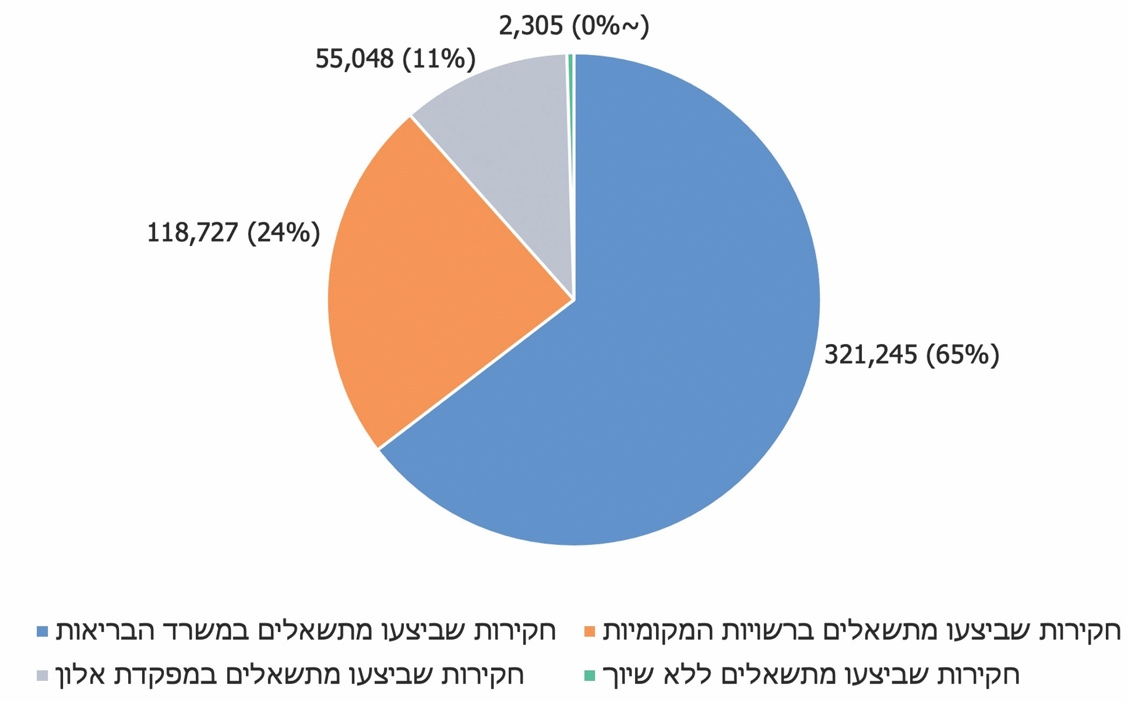 2,305 (0%~)
55,048 (11%)
118,727 (24%)
321,245 (65%)
חקירות שביצעו מתשאלים במשרד הבריאות
חקירות שביצעו מתשאלים ברשויות המקומיות
חקירות שביצעו מתשאלים במפקדת אלון
חקירות שביצעו מתשאלים ללא שיוך